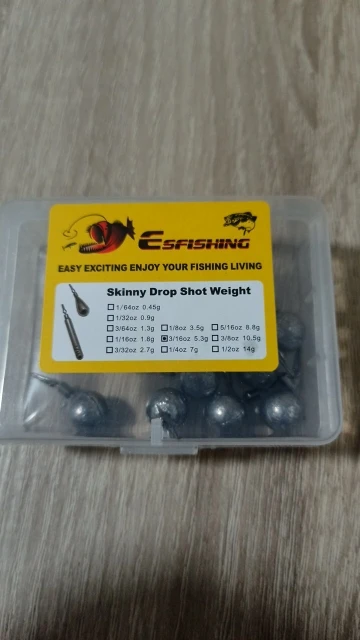 ESFISHING
EASY EXCITING ENJOY YOUR FISHING LIVING
Skinny Drop Shot Weight
☐ 1/64oz 0.45g
☐ 1/32oz 0.9g
☐ 3/64oz 1.3g ☐ 1/8oz 3.5g ☐ 5/16oz 8.8g
☐ 1/16oz 1.8g ☒ 3/16oz 5.3g ☐ 3/8oz 10.5g
☐ 3/32oz 2.7g ☐ 1/4oz 7g ☐ 1/2oz 14g